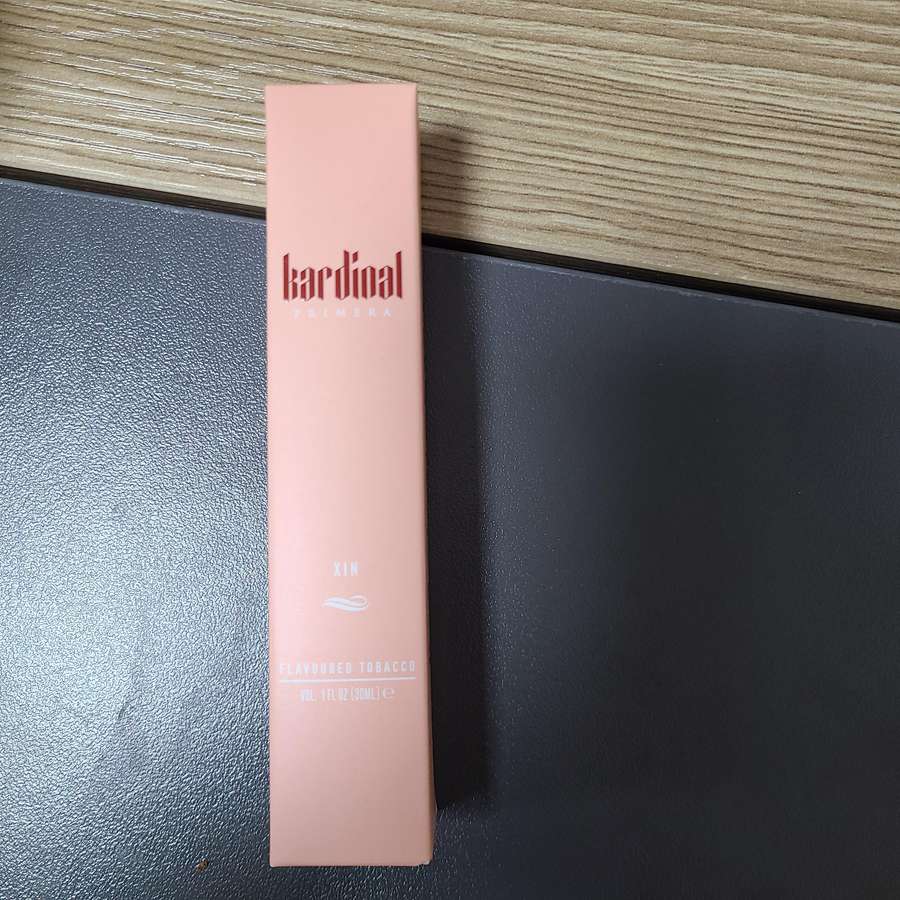 kardinal
PRIMERA
XIN
FLAVOURED TOBACCO
VOL. 1 FL OZ (30ML) e